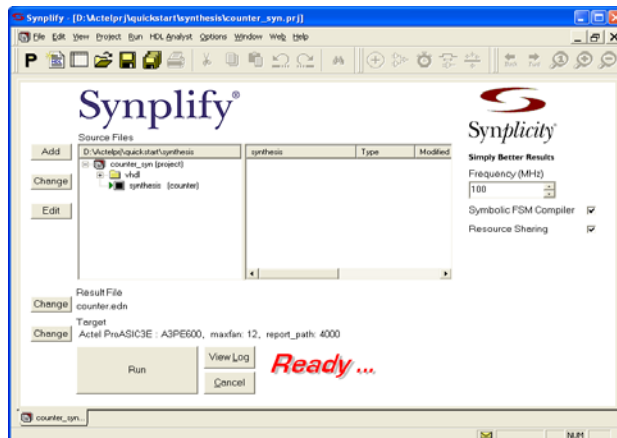 Synplify - [D:\Actelprj\quickstart\synthesis\counter_syn.prj]
File Edit View Project Run HDL Analyst Options Window Web Help
P
Back
Synplify®
Synplicity®
Simply Better Results
Source Files
Add
D:\Actelprj\quickstart\synthesis
synthesis
Type
Modified
counter_syn (project)
vhdl
synthesis (counter)
Change
Edit
Frequency (MHz)
100
Symbolic FSM Compiler
Resource Sharing
Result File
Change
counter.edn
Target
Change
Actel ProASIC3E : A3PE600, maxfan: 12, report_path: 4000
Run
View Log
Cancel
Ready ...
counter_syn...
NUM